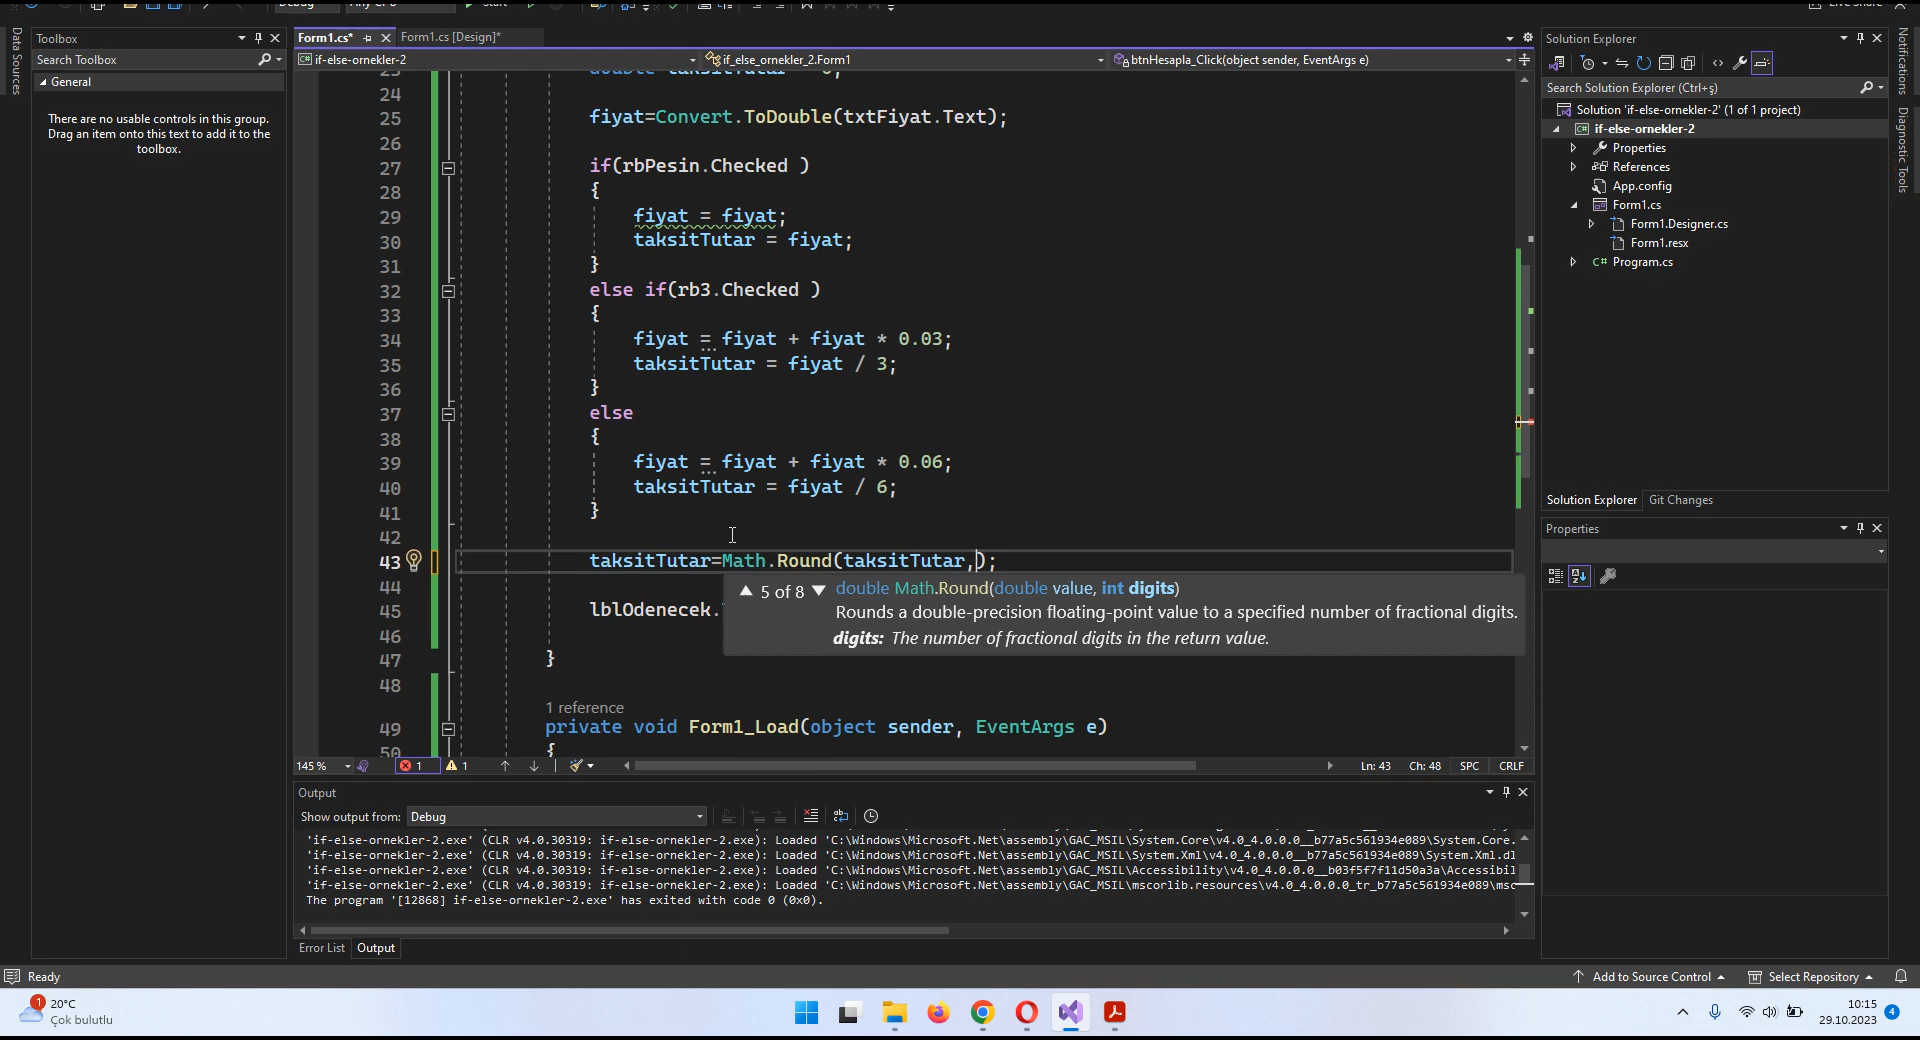 Debug
Any CPU
Start
Live Share
Data Sources
Toolbox
Search Toolbox
General
There are no usable controls in this group.
Drag an item onto this text to add it to the
toolbox.
Form1.cs*
Form1.cs [Design]*
if-else-ornekler-2
if_else_ornekler_2.Form1
btnHesapla_Click(object sender, EventArgs e)
23
24
25 fiyat=Convert.ToDouble(txtFiyat.Text);
26
27 if(rbPesin.Checked )
28 {
29 fiyat = fiyat;
30 taksitTutar = fiyat;
31 }
32 else if(rb3.Checked )
33 {
34 fiyat = fiyat + fiyat * 0.03;
35 taksitTutar = fiyat / 3;
36 }
37 else
38 {
39 fiyat = fiyat + fiyat * 0.06;
40 taksitTutar = fiyat / 6;
41 }
42
43 taksitTutar=Math.Round(taksitTutar,);
44
5 of 8 double Math.Round(double value, int digits)
Rounds a double-precision floating-point value to a specified number of fractional digits.
digits: The number of fractional digits in the return value.
45 lblOdenecek.
46
47 }
48
1 reference
49 private void Form1_Load(object sender, EventArgs e)
50 {
145 %
1
1
Ln: 43
Ch: 48
SPC
CRLF
Output
Show output from:
Debug
'if-else-ornekler-2.exe' (CLR v4.0.30319: if-else-ornekler-2.exe): Loaded 'C:\Windows\Microsoft.Net\assembly\GAC_MSIL\System.Core\v4.0_4.0.0.0__b77a5c561934e089\System.Core.
'if-else-ornekler-2.exe' (CLR v4.0.30319: if-else-ornekler-2.exe): Loaded 'C:\Windows\Microsoft.Net\assembly\GAC_MSIL\System.Xml\v4.0_4.0.0.0__b77a5c561934e089\System.Xml.dl
'if-else-ornekler-2.exe' (CLR v4.0.30319: if-else-ornekler-2.exe): Loaded 'C:\Windows\Microsoft.Net\assembly\GAC_MSIL\Accessibility\v4.0_4.0.0.0__b03f5f7f11d50a3a\Accessibil
'if-else-ornekler-2.exe' (CLR v4.0.30319: if-else-ornekler-2.exe): Loaded 'C:\Windows\Microsoft.Net\assembly\GAC_MSIL\mscorlib.resources\v4.0_4.0.0.0_tr_b77a5c561934e089\msc
The program '[12868] if-else-ornekler-2.exe' has exited with code 0 (0x0).
Error List
Output
Solution Explorer
Search Solution Explorer (Ctrl+ş)
Solution 'if-else-ornekler-2' (1 of 1 project)
if-else-ornekler-2
Properties
References
App.config
Form1.cs
Form1.Designer.cs
Form1.resx
C# Program.cs
Solution Explorer
Git Changes
Properties
Notifications
Diagnostic Tools
Ready
Add to Source Control
Select Repository
1
20°C
Çok bulutlu
10:15
29.10.2023
4